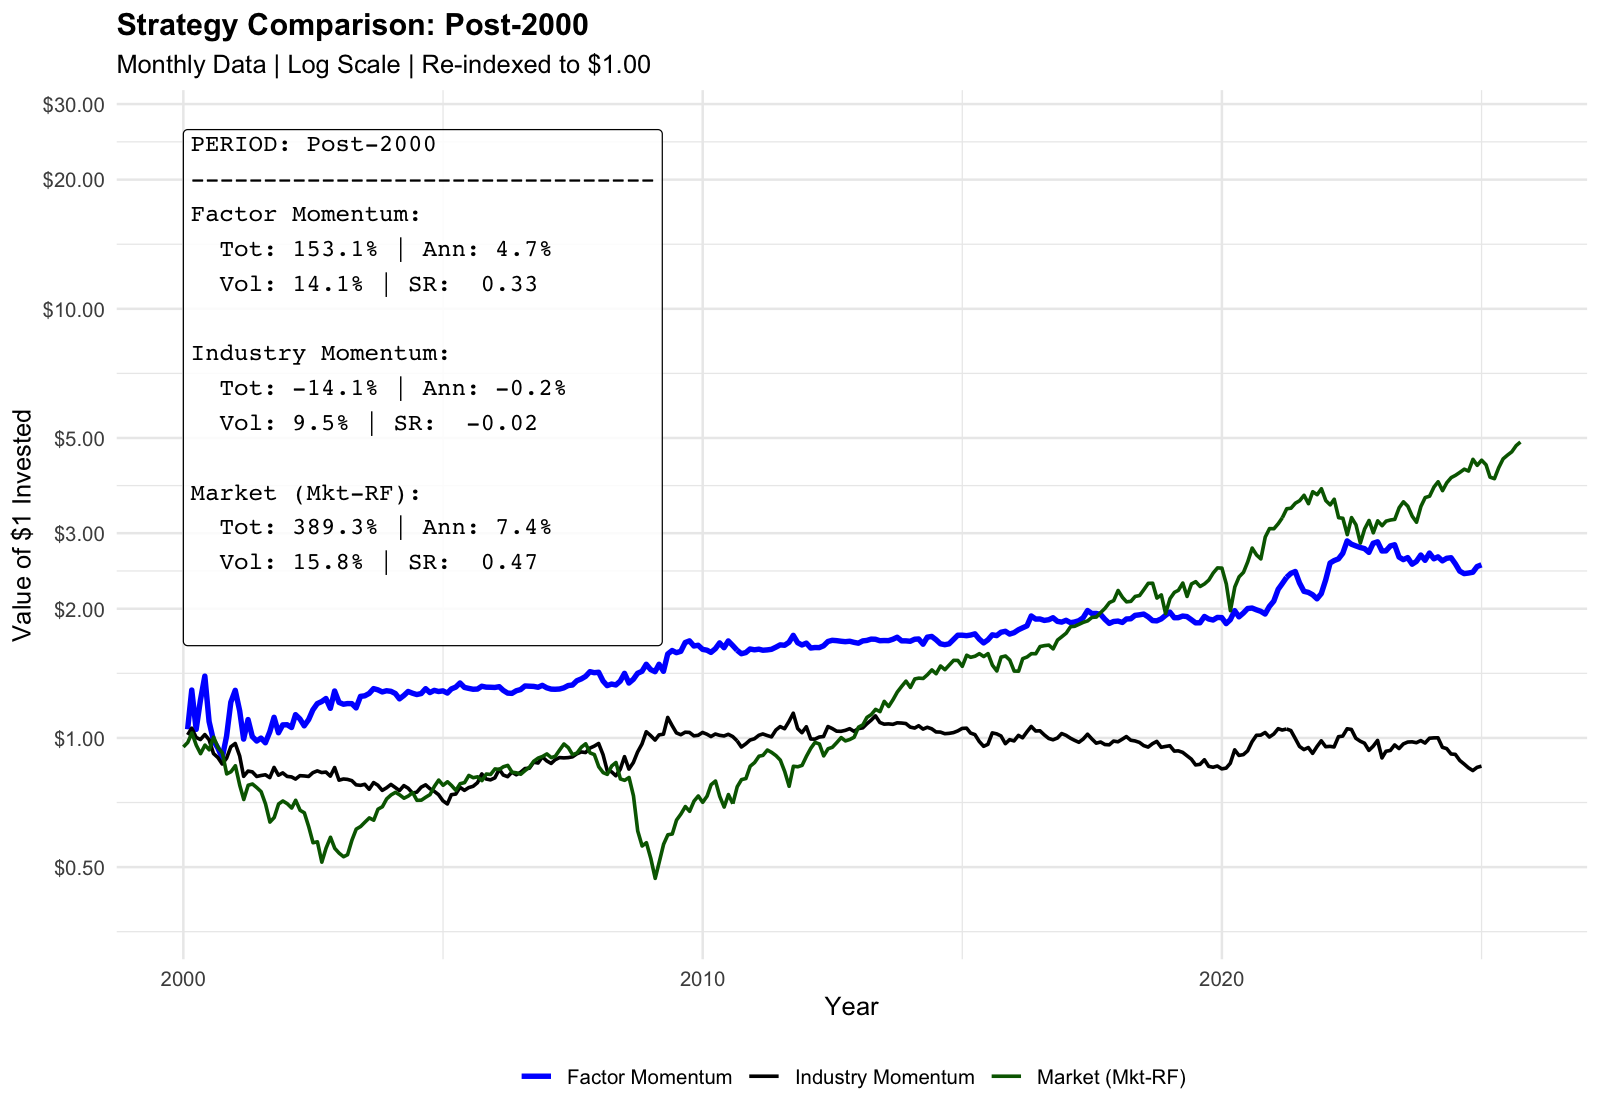 Strategy Comparison: Post-2000
Monthly Data | Log Scale | Re-indexed to $1.00
$30.00
$20.00
$10.00
$5.00
$3.00
$2.00
$1.00
$0.50
Value of $1 Invested
PERIOD: Post-2000
--------------------------------
Factor Momentum:
Tot: 153.1% | Ann: 4.7%
Vol: 14.1% | SR: 0.33
Industry Momentum:
Tot: -14.1% | Ann: -0.2%
Vol: 9.5% | SR: -0.02
Market (Mkt-RF):
Tot: 389.3% | Ann: 7.4%
Vol: 15.8% | SR: 0.47
2000
2010
2020
Year
Factor Momentum
Industry Momentum
Market (Mkt-RF)